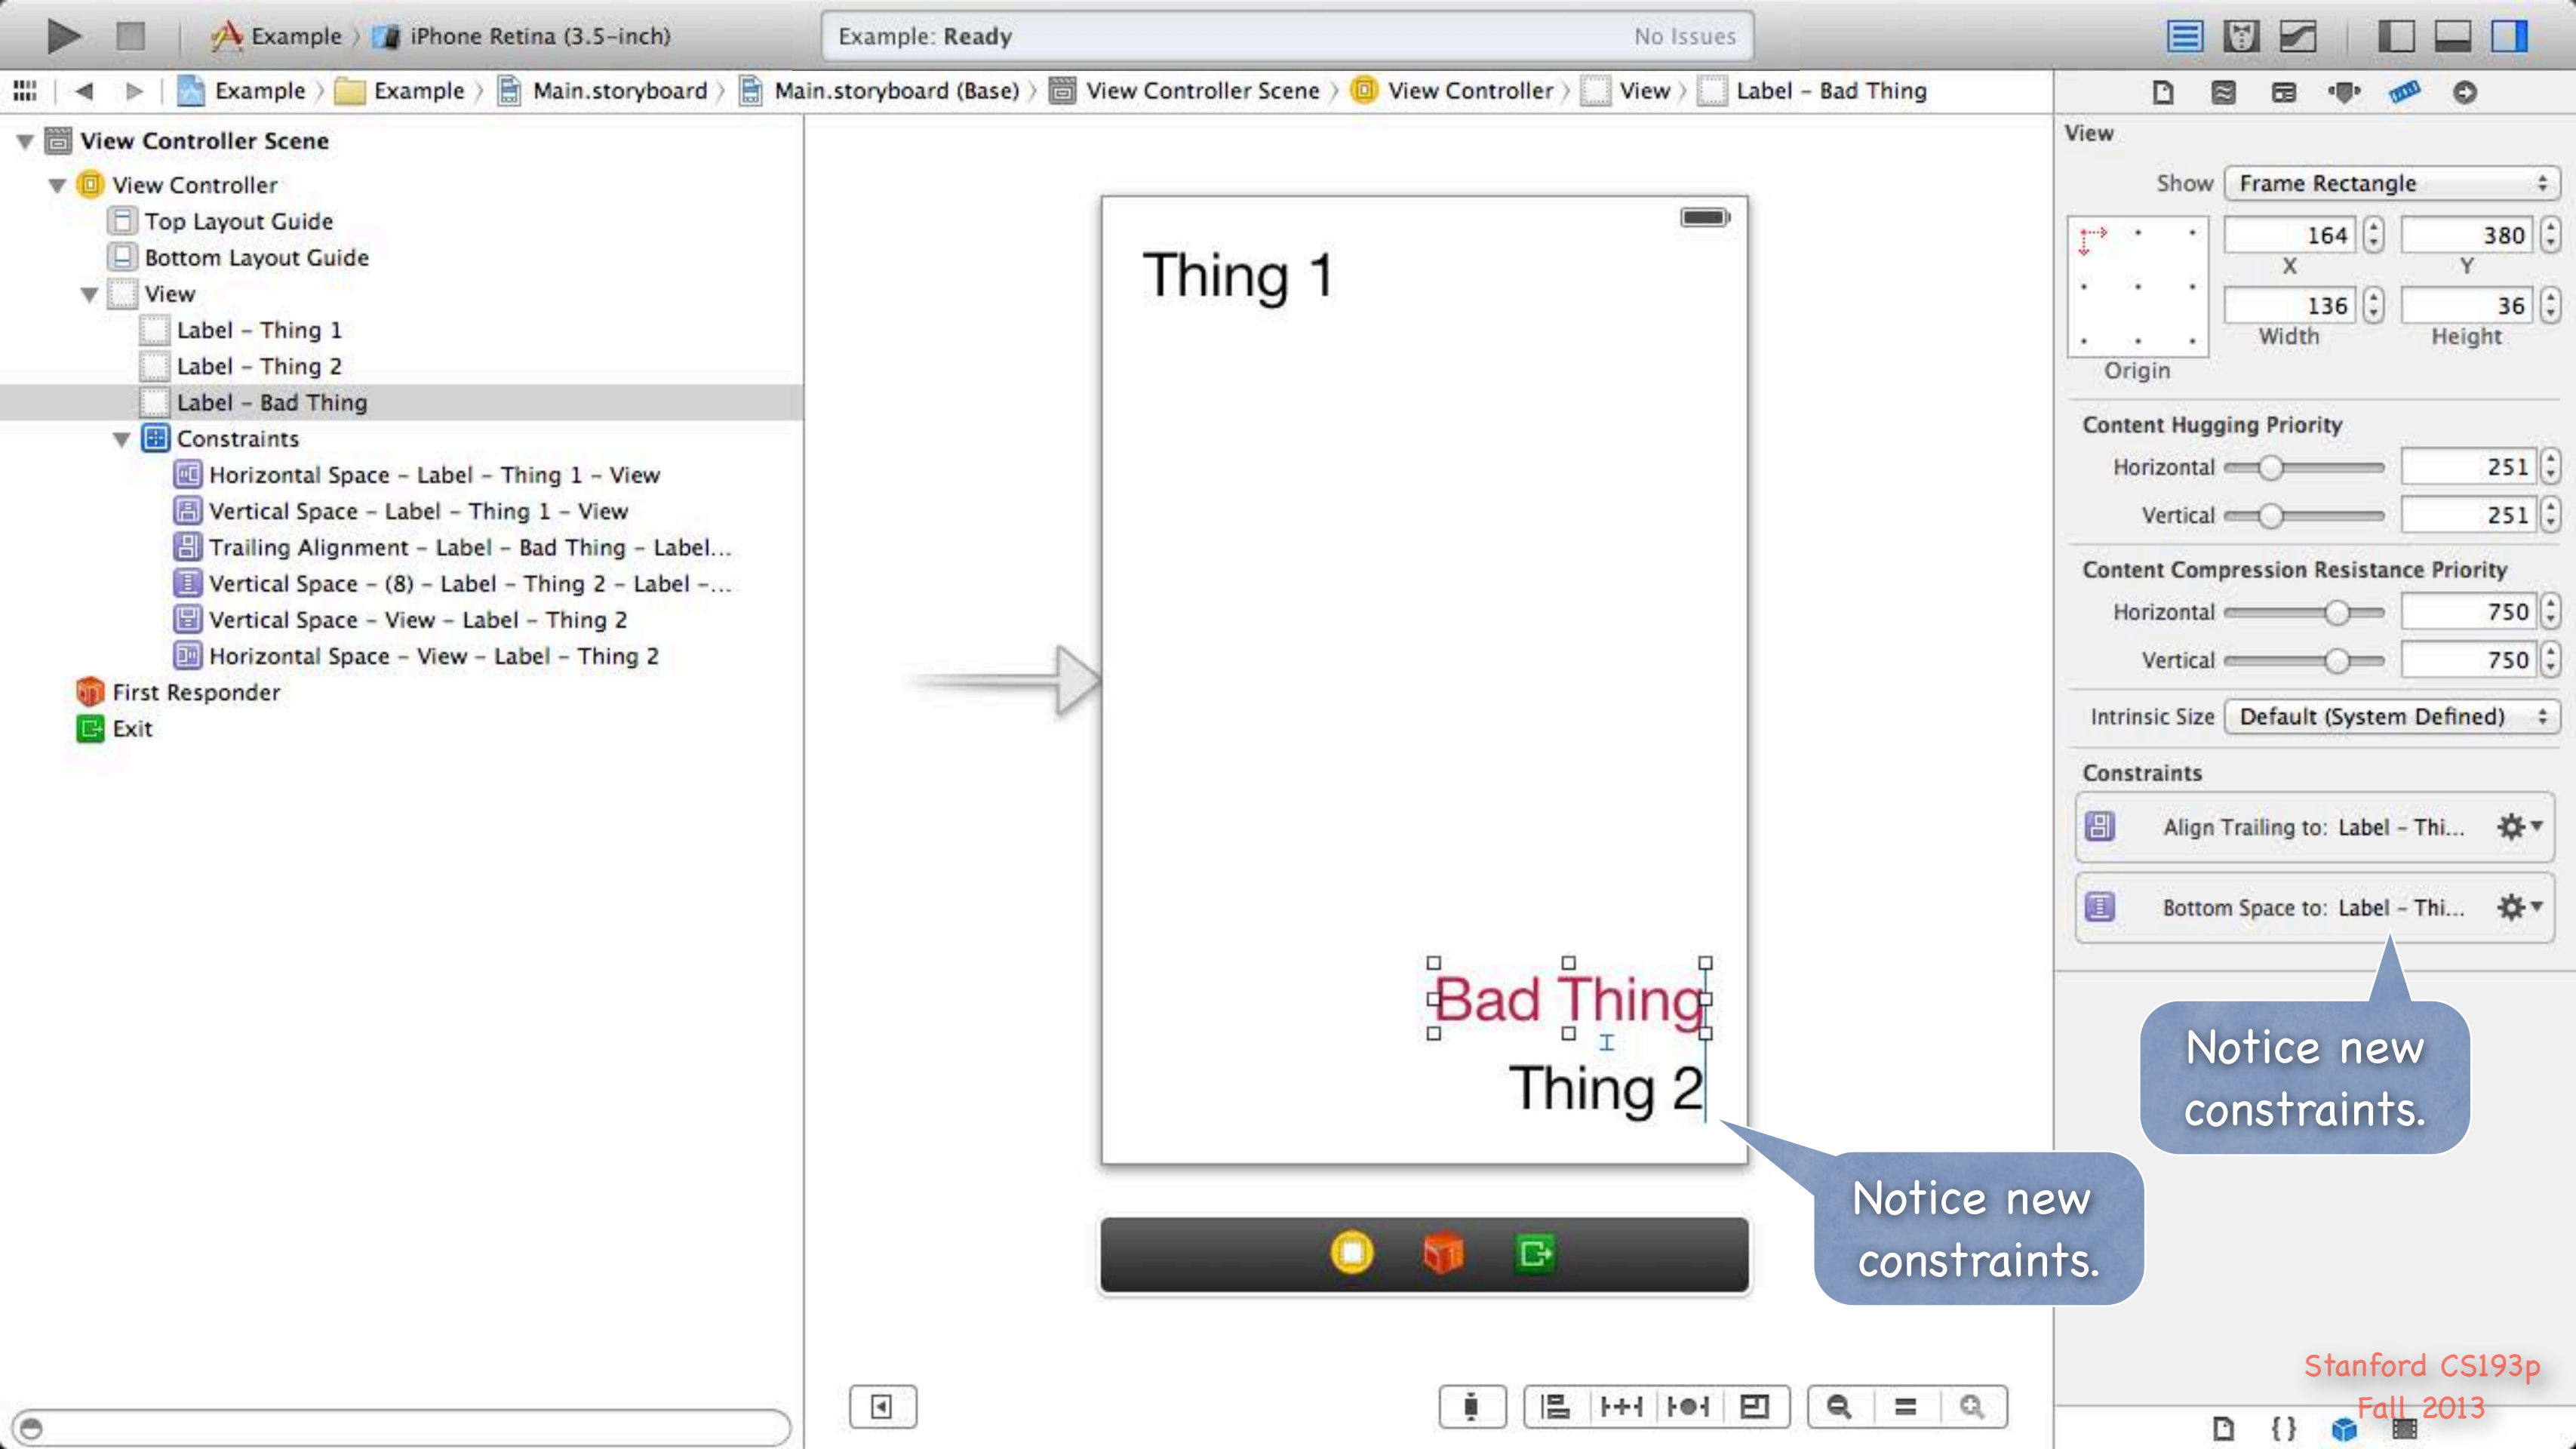 Example › iPhone Retina (3.5-inch)
Example: Ready
No Issues
Example › Example › Main.storyboard › Main.storyboard (Base) › View Controller Scene › View Controller › View › Label – Bad Thing
View Controller Scene
View Controller
Top Layout Guide
Bottom Layout Guide
View
Label – Thing 1
Label – Thing 2
Label – Bad Thing
Constraints
Horizontal Space – Label – Thing 1 – View
Vertical Space – Label – Thing 1 – View
Trailing Alignment – Label – Bad Thing – Label...
Vertical Space – (8) – Label – Thing 2 – Label –...
Vertical Space – View – Label – Thing 2
Horizontal Space – View – Label – Thing 2
First Responder
Exit
Thing 1
Bad Thing
Thing 2
Notice new
constraints.
View
Show Frame Rectangle
164 380
X Y
136 36
Width Height
Origin
Content Hugging Priority
Horizontal 251
Vertical 251
Content Compression Resistance Priority
Horizontal 750
Vertical 750
Intrinsic Size Default (System Defined)
Constraints
Align Trailing to: Label – Thi...
Bottom Space to: Label – Thi...
Notice new
constraints.
Stanford CS193p
Fall 2013